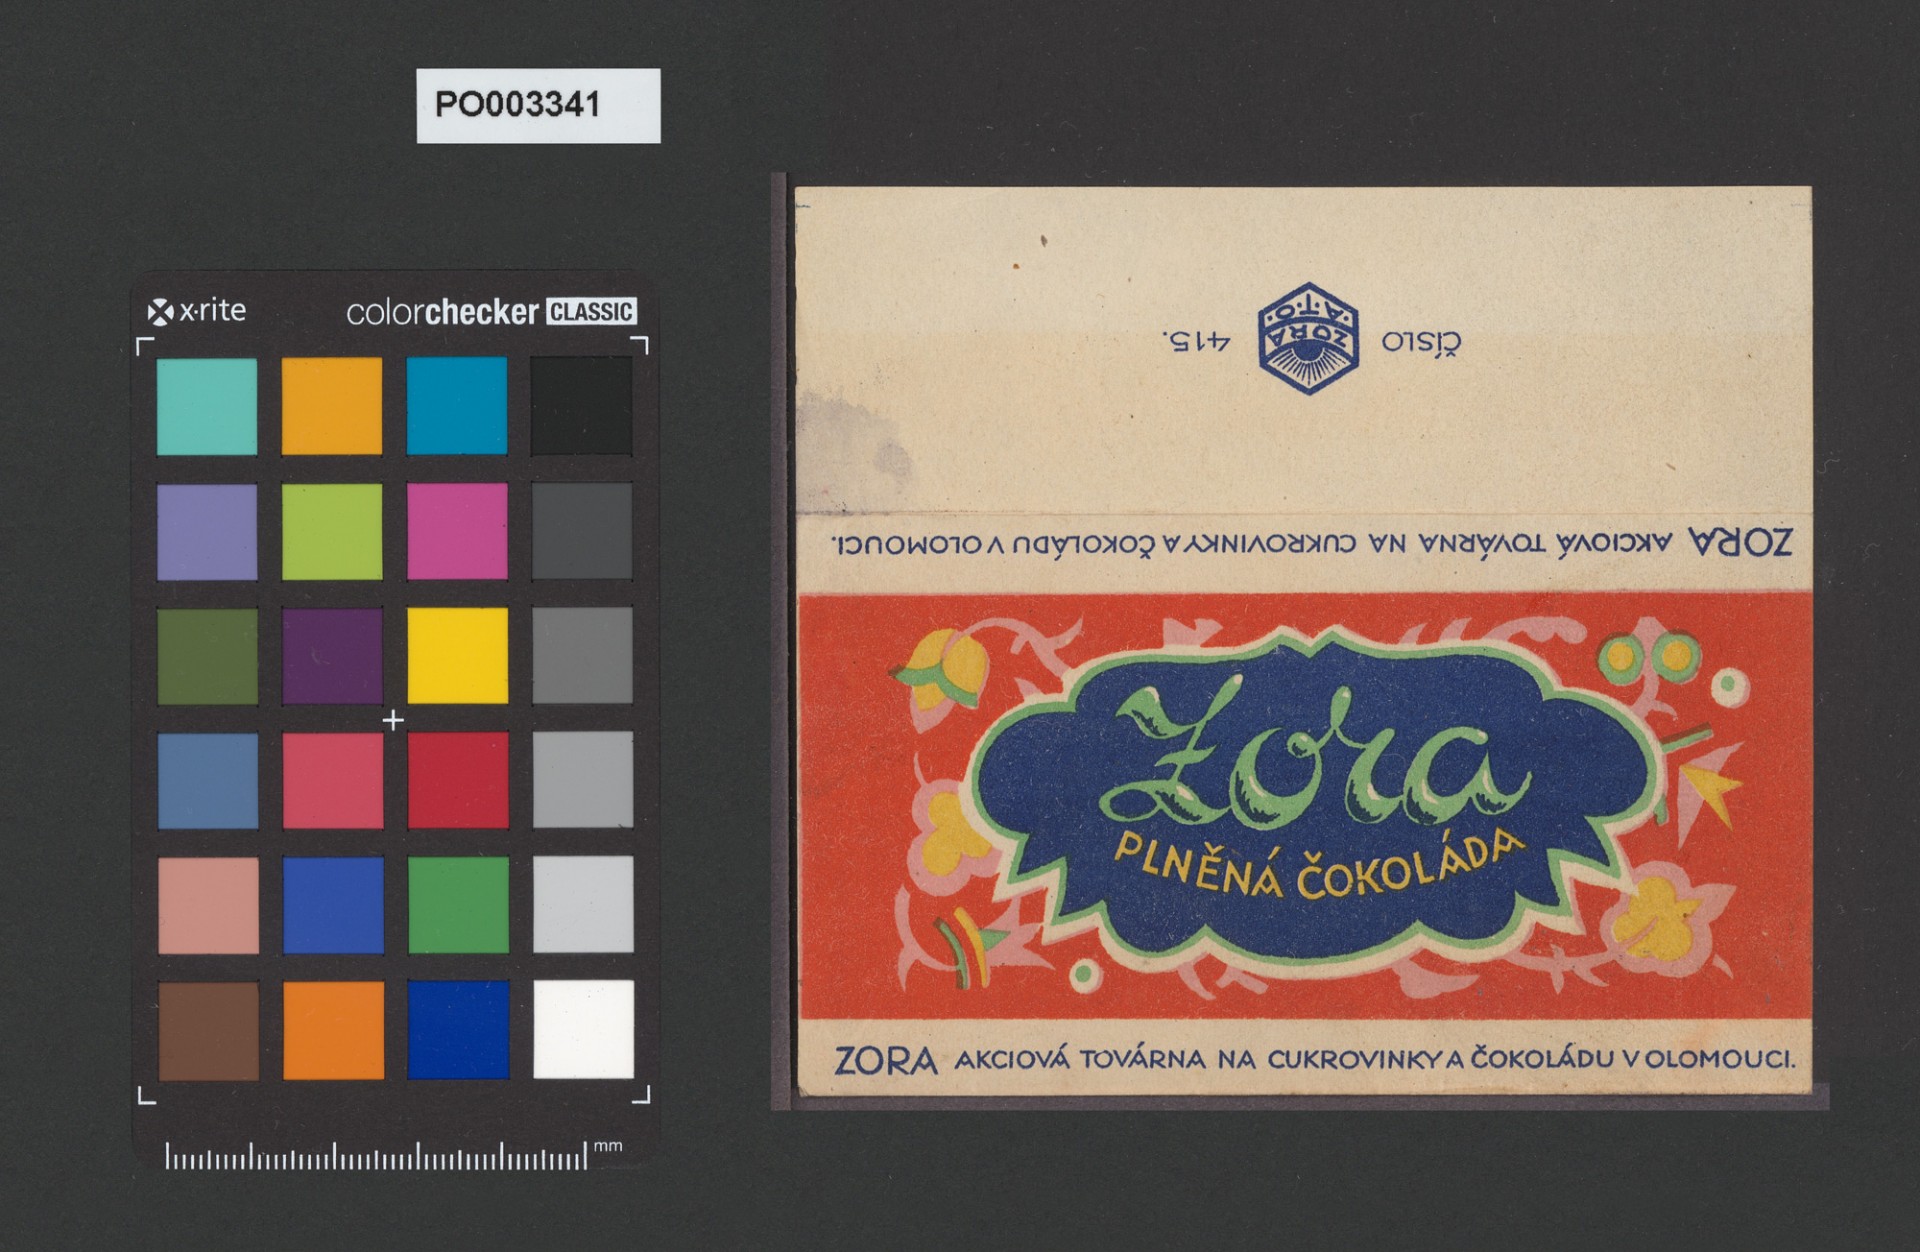 PO003341
x·rite colorchecker CLASSIC
mm
ČÍSLO 415.
ZORA
A.T.O.
ZORA AKCIOVÁ TOVÁRNA NA CUKROVINKY A ČOKOLÁDU V OLOMOUCI.
Zora
PLNĚNÁ ČOKOLÁDA
ZORA AKCIOVÁ TOVÁRNA NA CUKROVINKY A ČOKOLÁDU V OLOMOUCI.